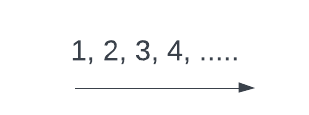 1, 2, 3, 4, .....